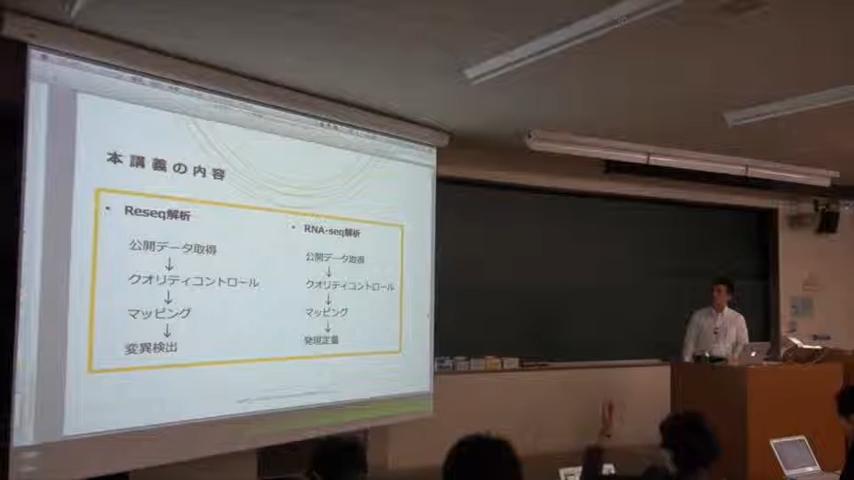 本講義の内容
• Reseq解析
公開データ取得
↓
クオリティコントロール
↓
マッピング
↓
変異検出
• RNA-seq解析
公開データ取得
↓
クオリティコントロール
↓
マッピング
↓
発現定量